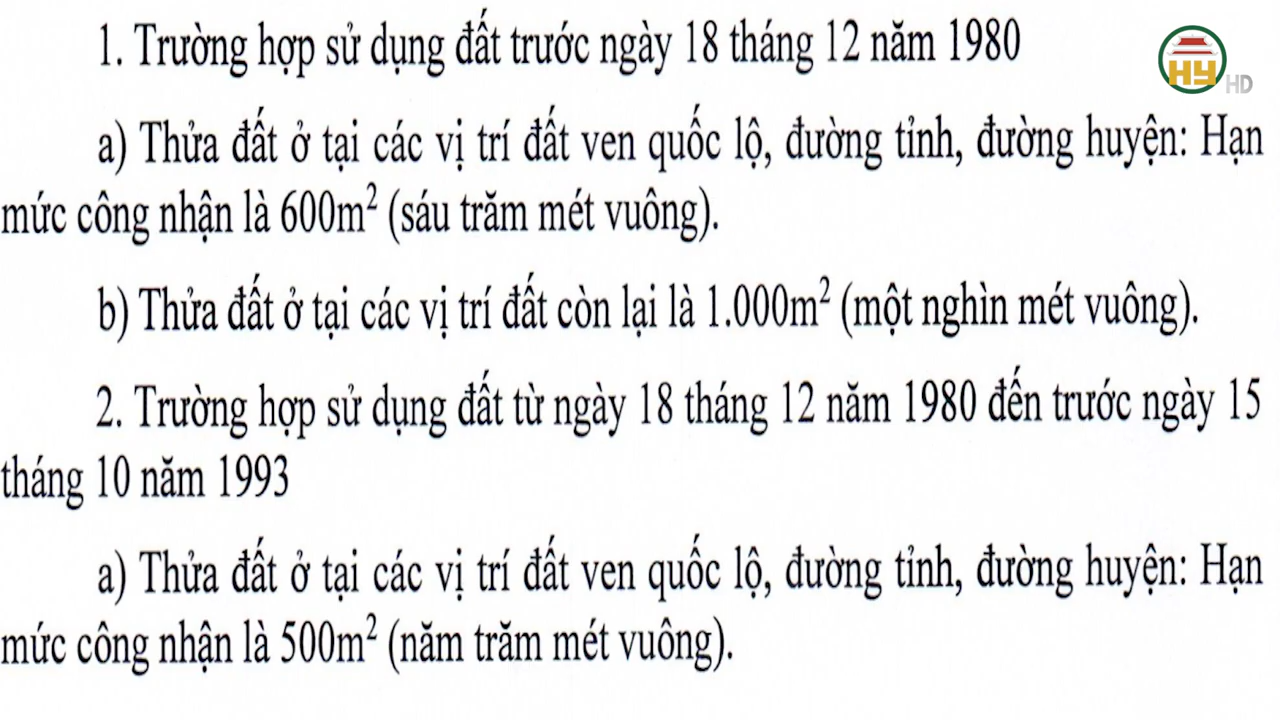 1. Trường hợp sử dụng đất trước ngày 18 tháng 12 năm 1980
HY HD
a) Thửa đất ở tại các vị trí đất ven quốc lộ, đường tỉnh, đường huyện: Hạn
mức công nhận là 600m² (sáu trăm mét vuông).
b) Thửa đất ở tại các vị trí đất còn lại là 1.000m² (một nghìn mét vuông).
2. Trường hợp sử dụng đất từ ngày 18 tháng 12 năm 1980 đến trước ngày 15
tháng 10 năm 1993
a) Thửa đất ở tại các vị trí đất ven quốc lộ, đường tỉnh, đường huyện: Hạn
mức công nhận là 500m² (năm trăm mét vuông).